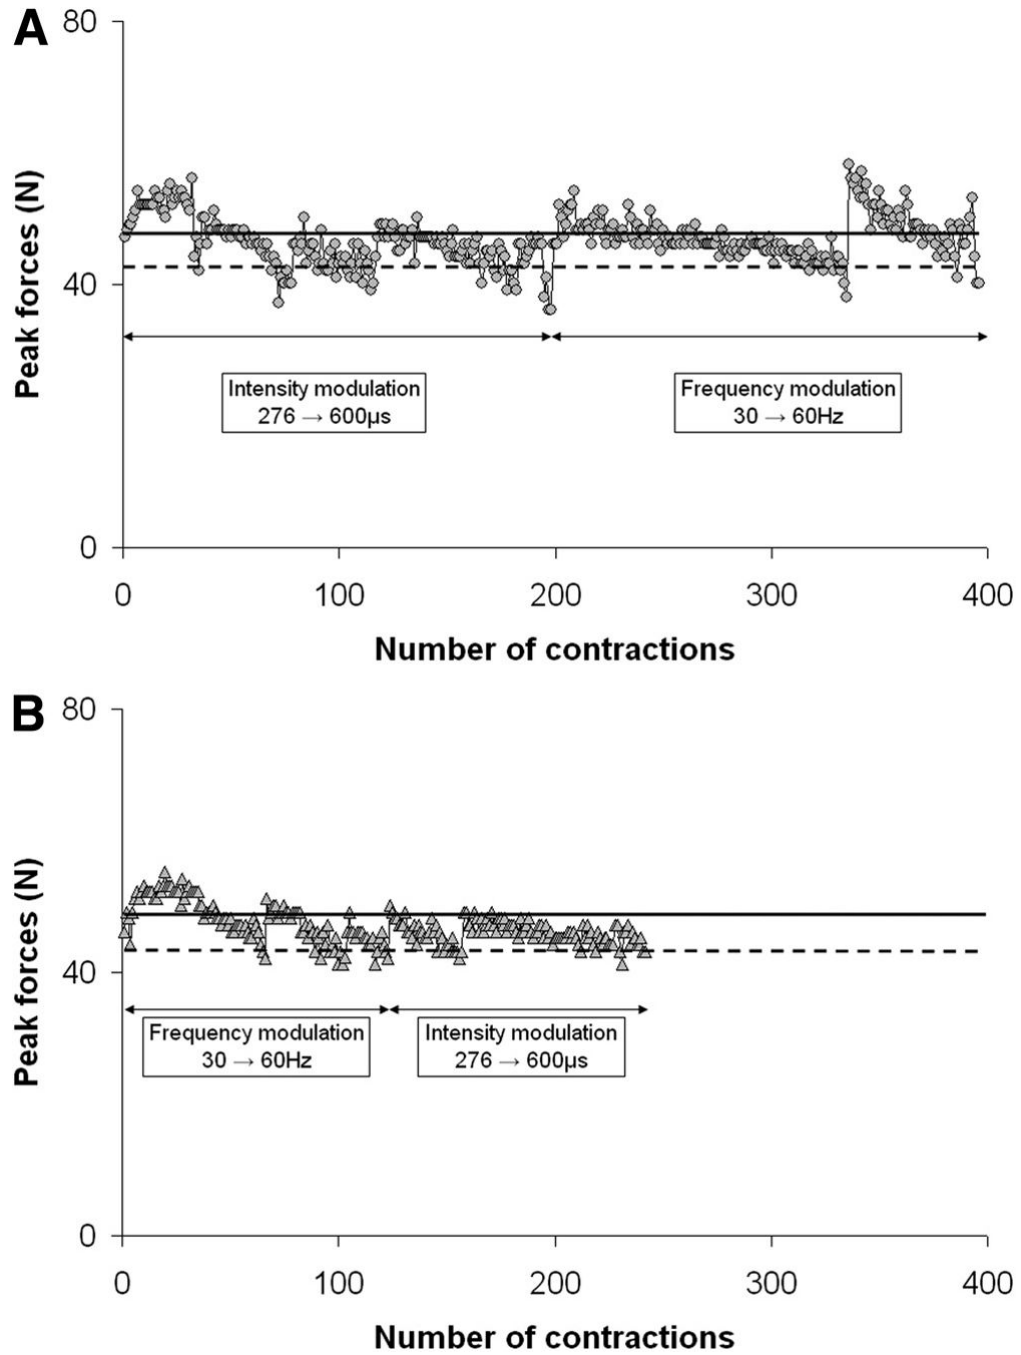 A
80
Peak forces (N)
40
Intensity modulation
276 → 600µs
Frequency modulation
30 → 60Hz
0
0 100 200 300 400
Number of contractions
B
80
Peak forces (N)
40
Frequency modulation
30 → 60Hz
Intensity modulation
276 → 600µs
0
0 100 200 300 400
Number of contractions